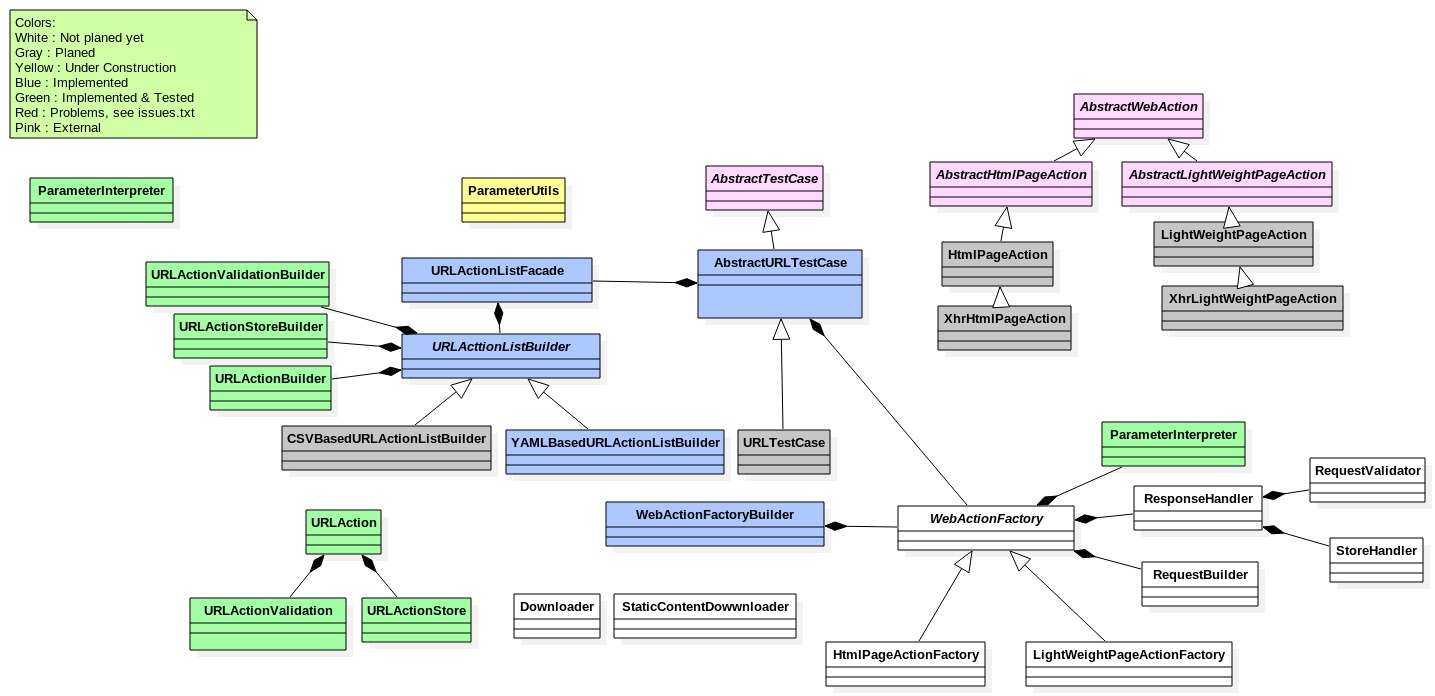 Colors:
White : Not planed yet
Gray : Planed
Yellow : Under Construction
Blue : Implemented
Green : Implemented & Tested
Red : Problems, see issues.txt
Pink : External
AbstractWebAction
AbstractHtmlPageAction
AbstractLightWeightPageAction
AbstractTestCase
ParameterInterpreter
ParameterUtils
LightWeightPageAction
HtmlPageAction
AbstractURLTestCase
URLActionListFacade
URLActionValidationBuilder
XhrLightWeightPageAction
XhrHtmlPageAction
URLActionStoreBuilder
URLActtionListBuilder
URLActionBuilder
CSVBasedURLActionListBuilder
YAMLBasedURLActionListBuilder
URLTestCase
ParameterInterpreter
RequestValidator
ResponseHandler
WebActionFactoryBuilder
WebActionFactory
URLAction
StoreHandler
RequestBuilder
URLActionValidation
URLActionStore
Downloader
StaticContentDowwnloader
HtmlPageActionFactory
LightWeightPageActionFactory